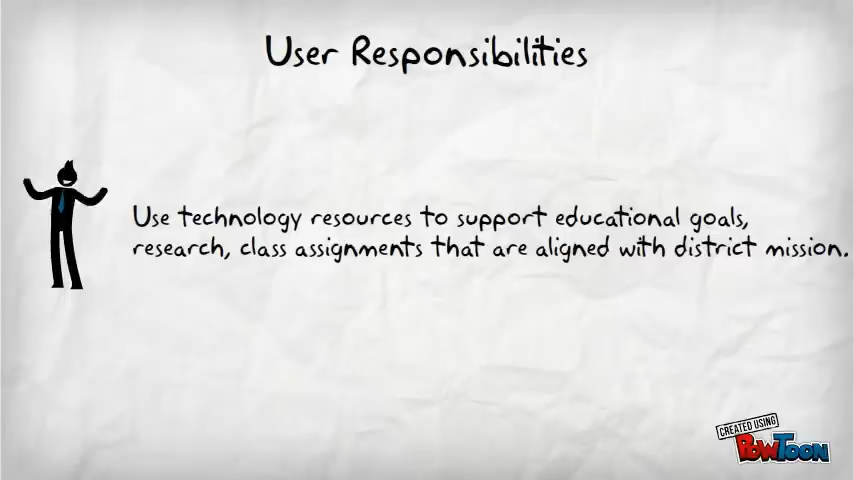 User Responsibilities
Use technology resources to support educational goals,
research, class assignments that are aligned with district mission.
CREATED USING
POWTOON